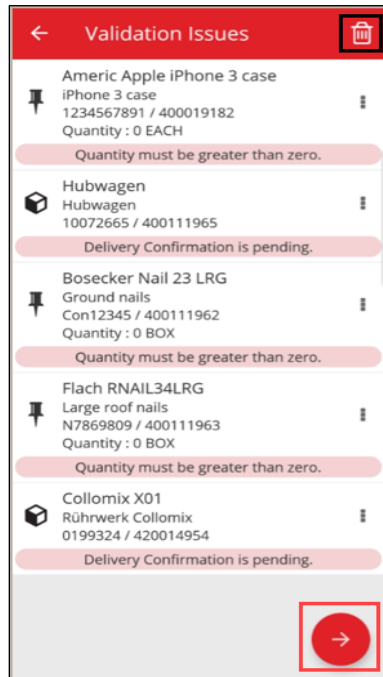 Validation Issues
Americ Apple iPhone 3 case
iPhone 3 case
1234567891 / 400019182
Quantity : 0 EACH
Quantity must be greater than zero.
Hubwagen
Hubwagen
10072665 / 400111965
Delivery Confirmation is pending.
Bosecker Nail 23 LRG
Ground nails
Con12345 / 400111962
Quantity : 0 BOX
Quantity must be greater than zero.
Flach RNAIL34LRG
Large roof nails
N7869809 / 400111963
Quantity : 0 BOX
Quantity must be greater than zero.
Collomix X01
Rührwerk Collomix
0199324 / 420014954
Delivery Confirmation is pending.